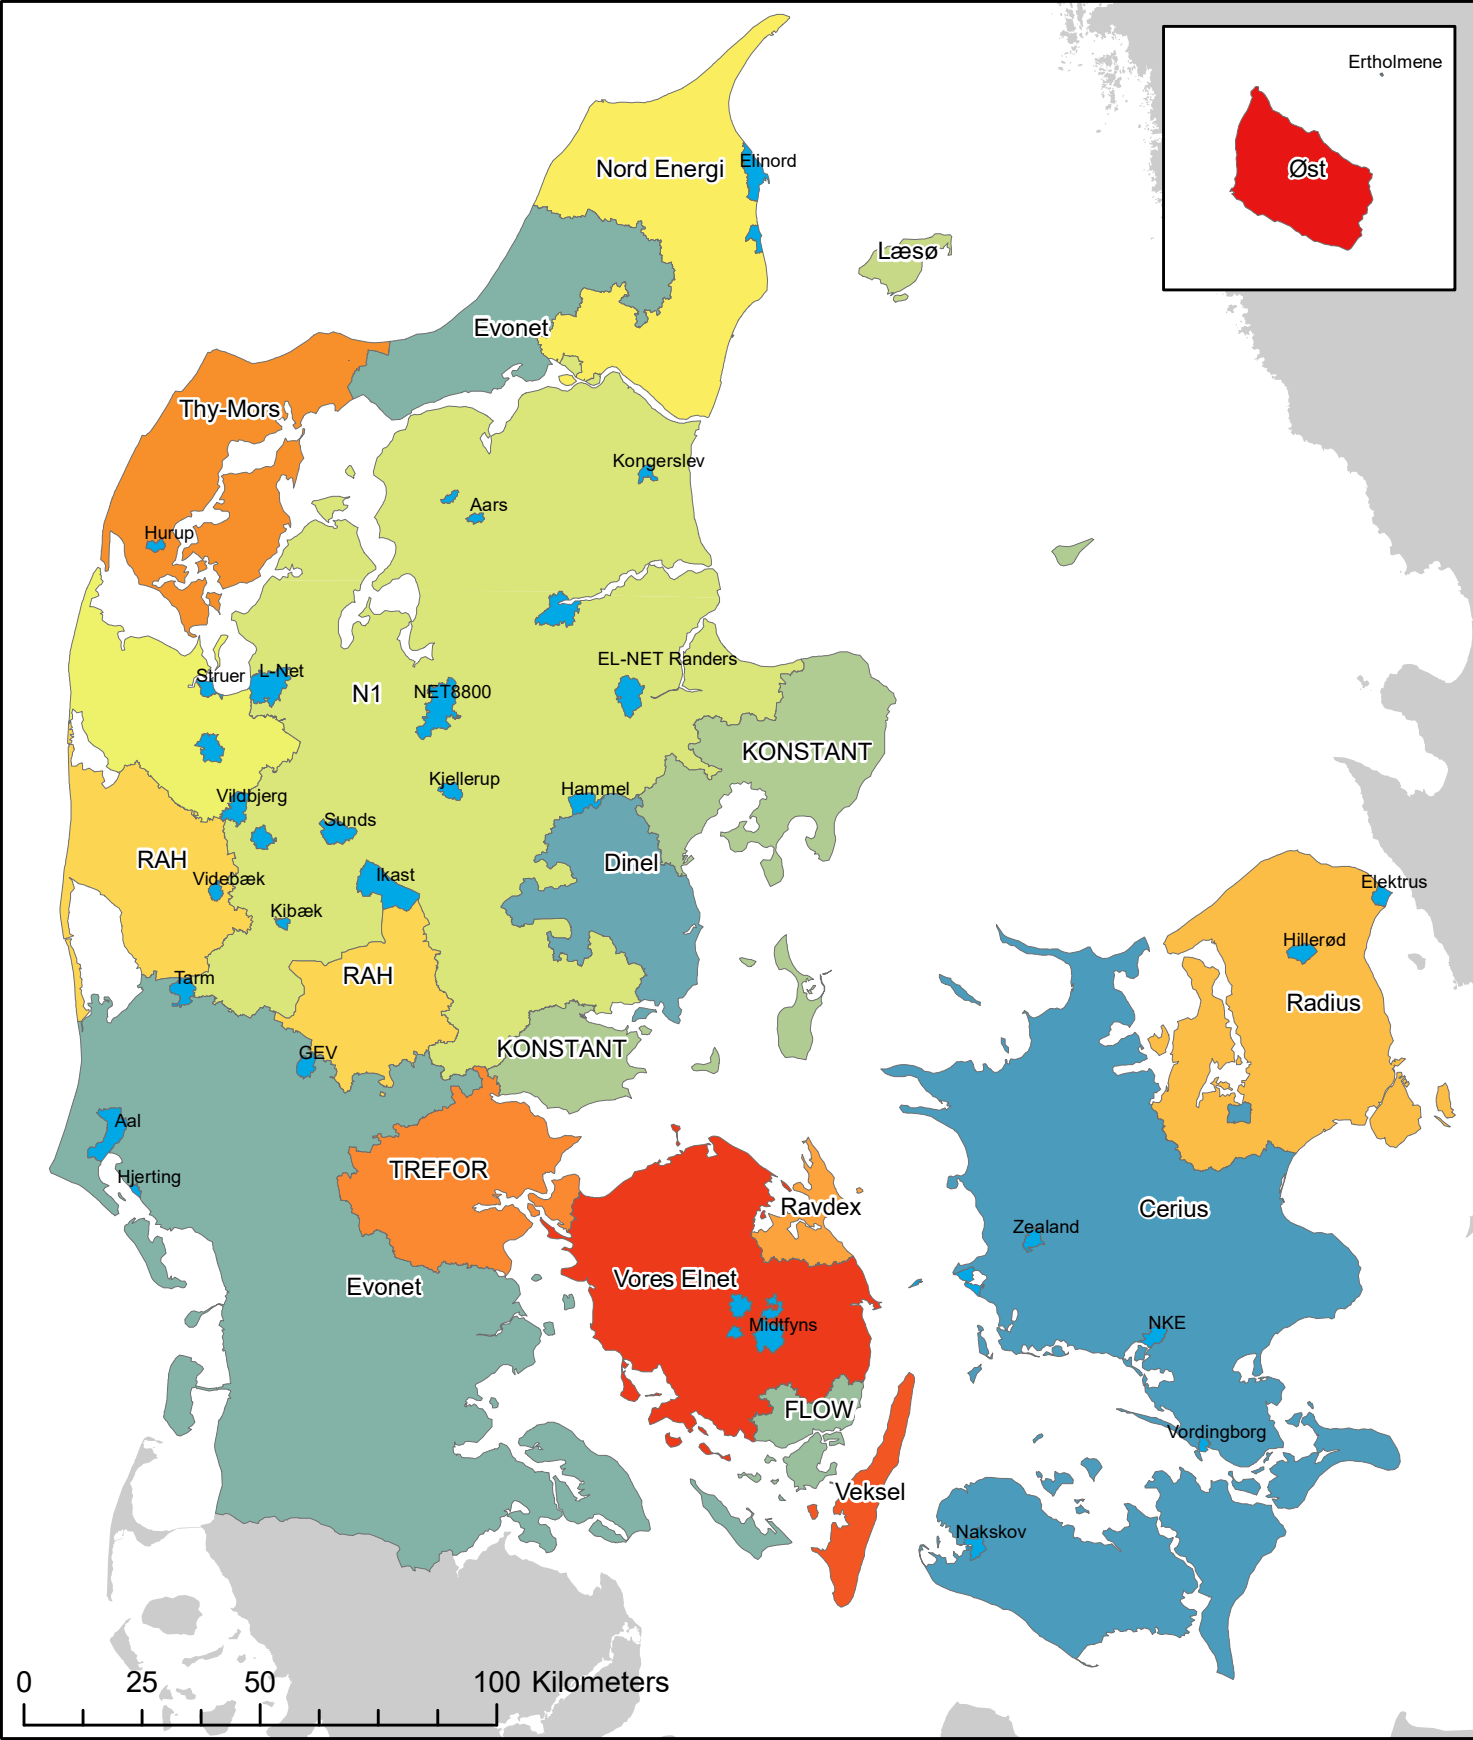 Ertholmene
Elinord
Nord Energi
Øst
Læsø
Evonet
Thy-Mors
Kongerslev
Aars
Hurup
EL-NET Randers
L-Net
Struer
N1
NET8800
KONSTANT
Kjellerup
Hammel
Vildbjerg
Sunds
RAH
Dinel
Ikast
Videbæk
Elektrus
Kibæk
Hillerød
RAH
Tarm
Radius
KONSTANT
GEV
Aal
TREFOR
Hjerting
Ravdex
Cerius
Zealand
Vores Elnet
Evonet
Midtfyns
NKE
FLOW
Vordingborg
Veksel
Nakskov
0 25 50 100 Kilometers